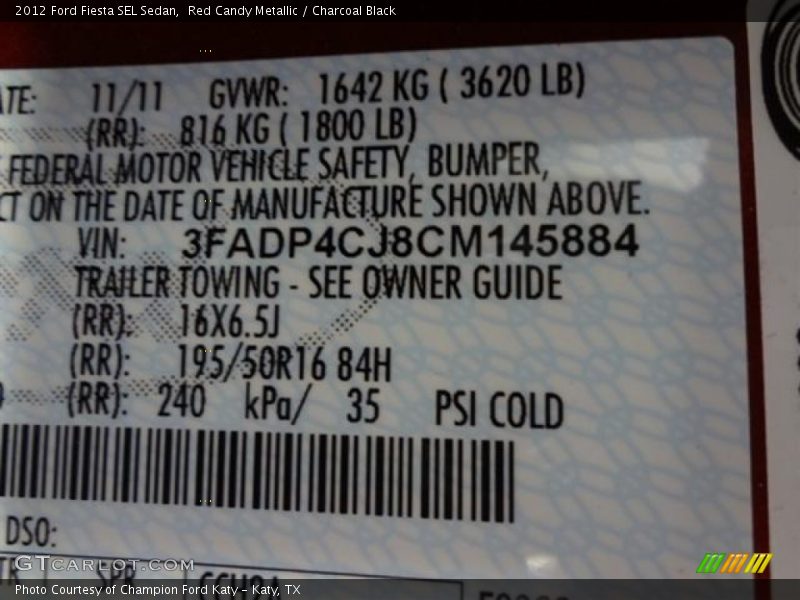 2012 Ford Fiesta SEL Sedan,  Red Candy Metallic / Charcoal Black
ATE: 11/11 GVWR: 1642 KG ( 3620 LB)
(RR): 816 KG ( 1800 LB)
FEDERAL MOTOR VEHICLE SAFETY, BUMPER,
CT ON THE DATE OF MANUFACTURE SHOWN ABOVE.
VIN: 3FADP4CJ8CM145884
TRAILER TOWING - SEE OWNER GUIDE
(RR): 16X6.5J
(RR): 195/50R16 84H
(RR): 240 kPa/ 35 PSI COLD
DSO:
TR SPR
GTCARLOT.COM
Photo Courtesy of Champion Ford Katy - Katy, TX